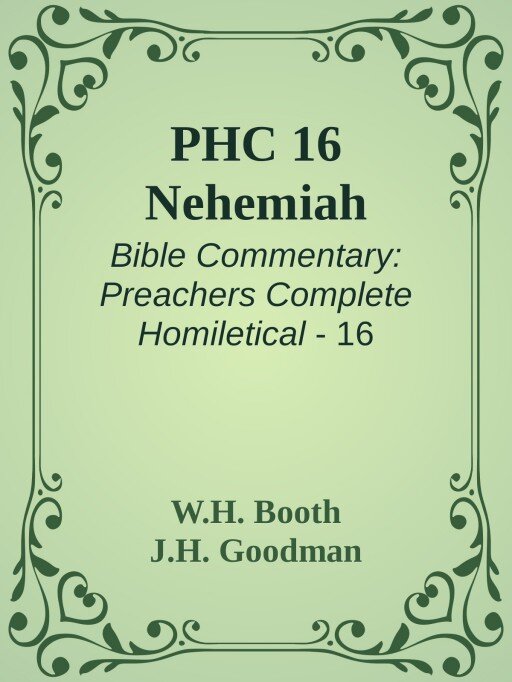 PHC 16
Nehemiah
Bible Commentary:
Preachers Complete
Homiletical - 16
W.H. Booth
J.H. Goodman